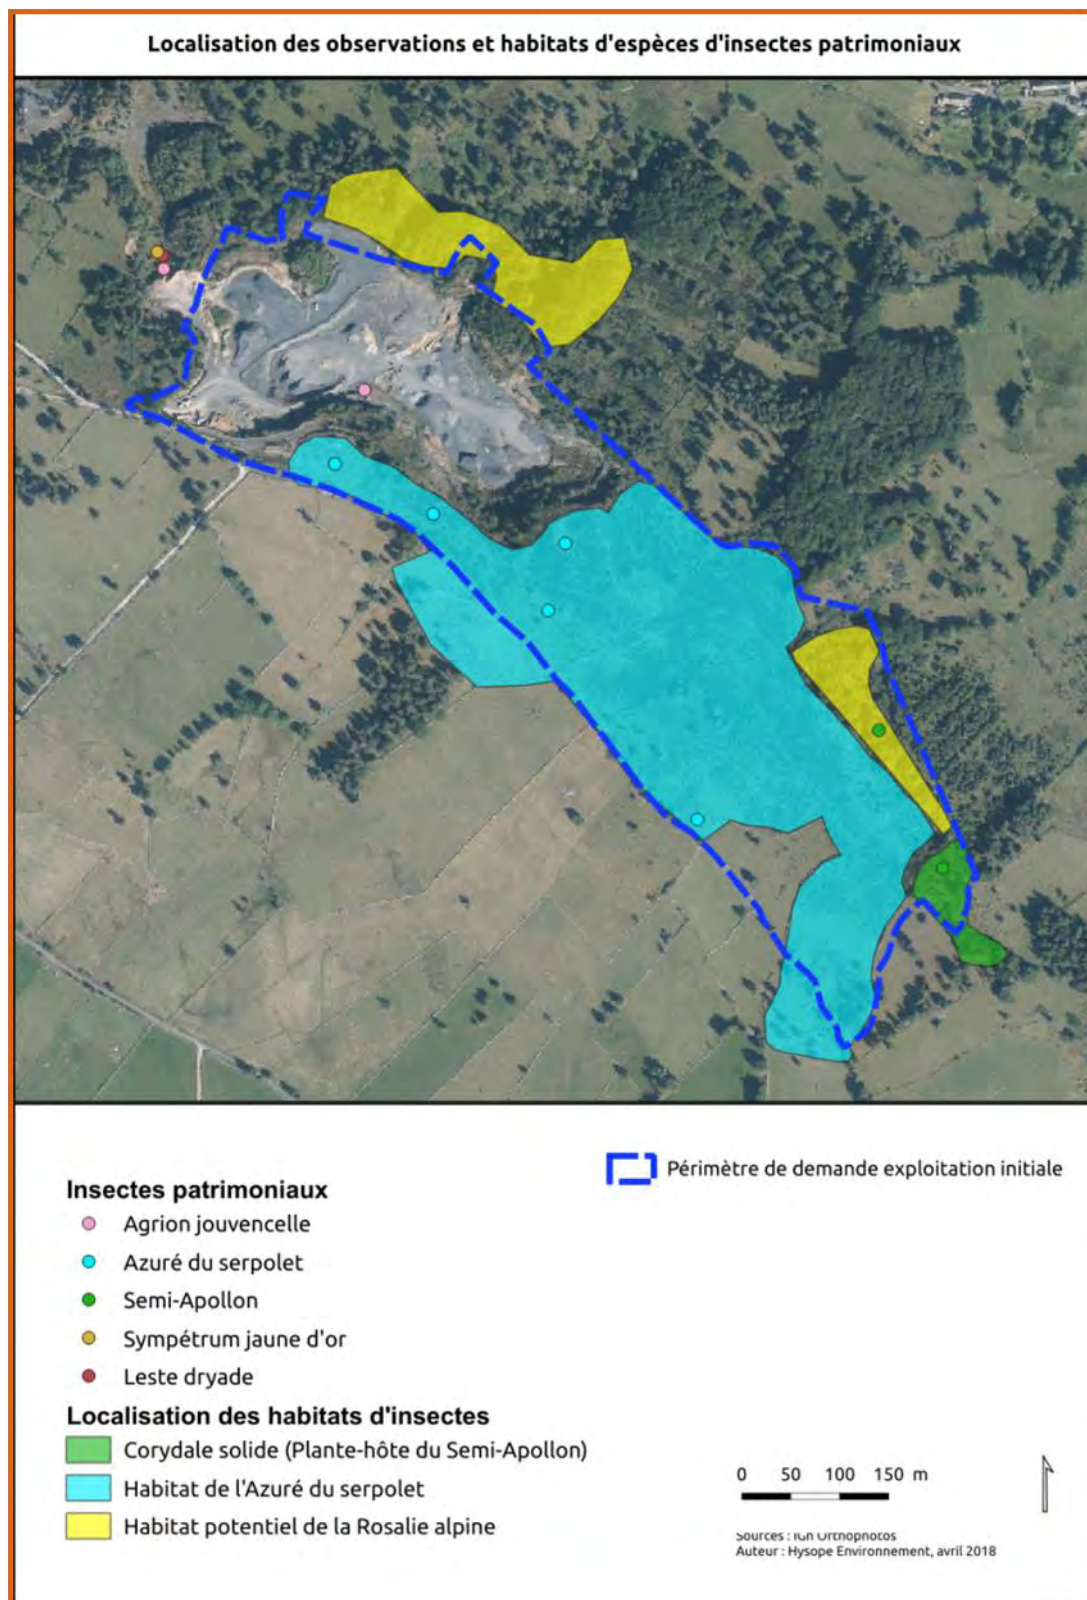 Localisation des observations et habitats d'espèces d'insectes patrimoniaux
Périmètre de demande exploitation initiale
Insectes patrimoniaux
Agrion jouvencelle
Azuré du serpolet
Semi-Apollon
Sympétrum jaune d'or
Leste dryade
Localisation des habitats d'insectes
Corydale solide (Plante-hôte du Semi-Apollon)
Habitat de l'Azuré du serpolet
Habitat potentiel de la Rosalie alpine
0 50 100 150 m
Sources : IGN Orthophotos
Auteur : Hysope Environnement, avril 2018